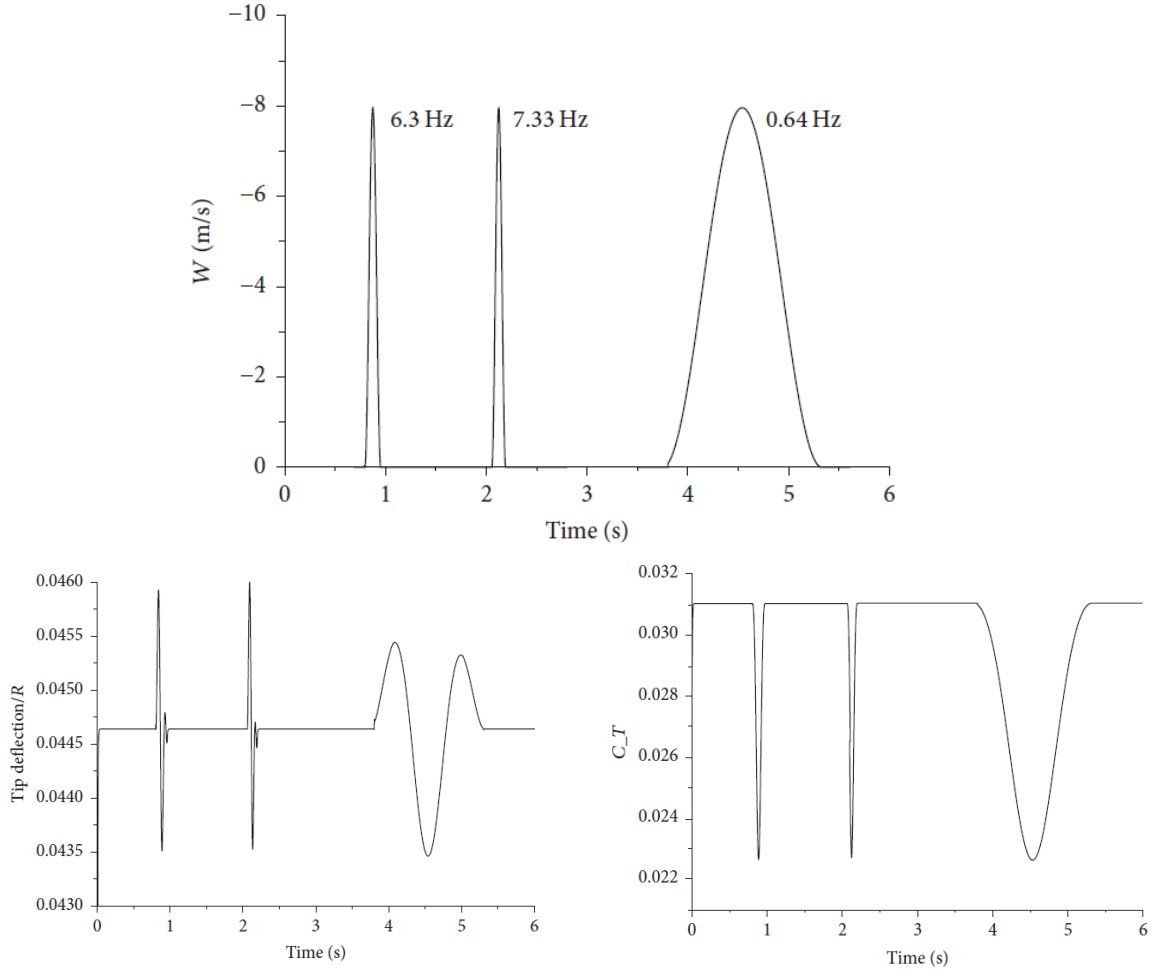 −10
−8
−6
−4
−2
0
W (m/s)
6.3 Hz
7.33 Hz
0.64 Hz
0 1 2 3 4 5 6
Time (s)
0.0460
0.0455
0.0450
0.0445
0.0440
0.0435
0.0430
Tip deflection/R
0 1 2 3 4 5 6
Time (s)
0.032
0.030
0.028
0.026
0.024
0.022
C_T
0 1 2 3 4 5 6
Time (s)